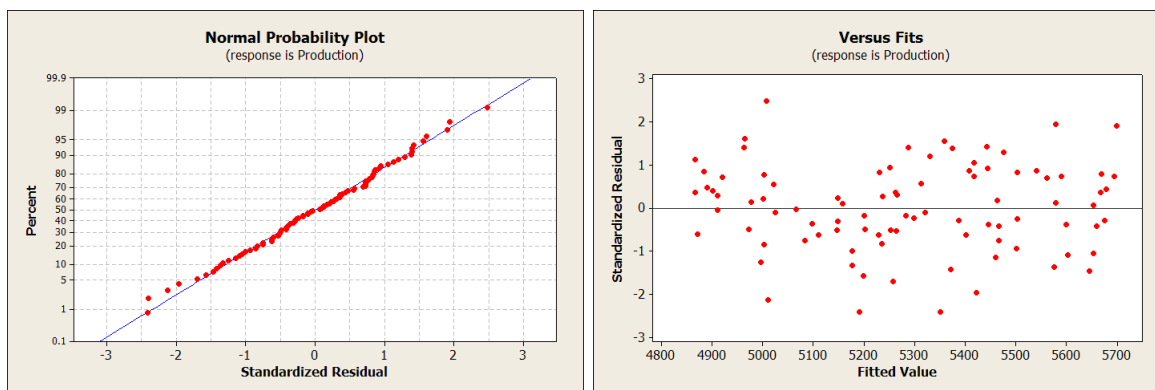 Normal Probability Plot
(response is Production)
99.9
99
95
90
80
70
60
50
40
30
20
10
5
1
0.1
Percent
-3 -2 -1 0 1 2 3
Standardized Residual
Versus Fits
(response is Production)
3
2
1
0
-1
-2
-3
Standardized Residual
4800 4900 5000 5100 5200 5300 5400 5500 5600 5700
Fitted Value